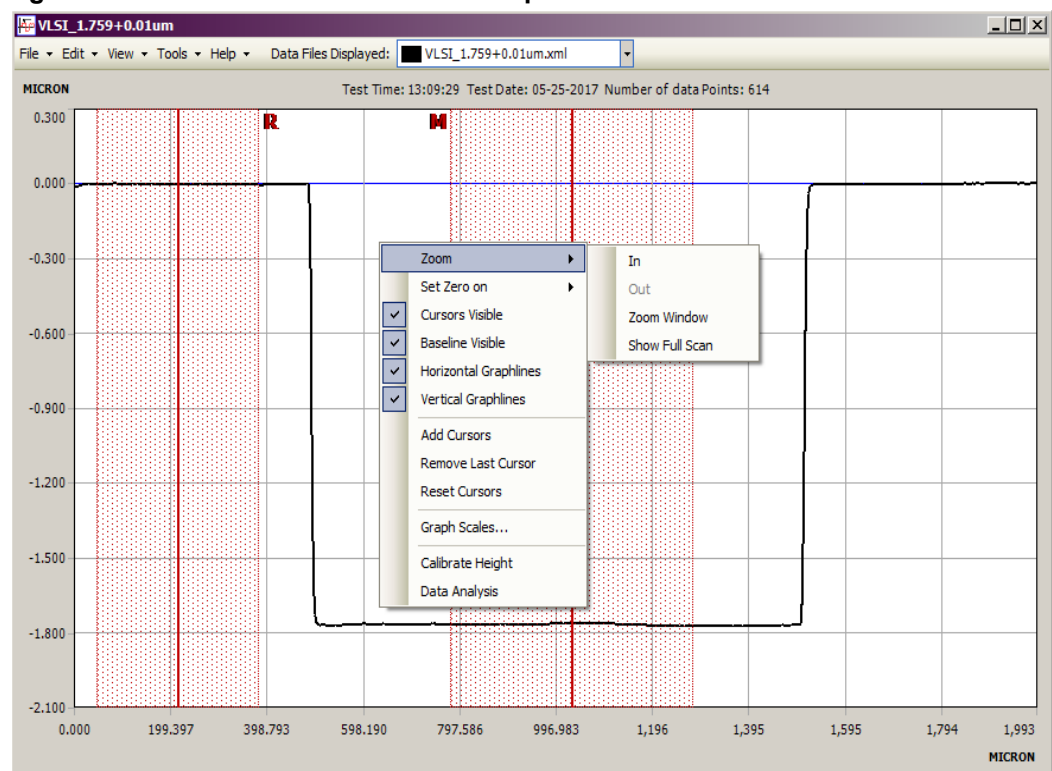 VLSI_1.759+0.01um
File Edit View Tools Help Data Files Displayed: VLSI_1.759+0.01um.xml
MICRON Test Time: 13:09:29 Test Date: 05-25-2017 Number of data Points: 614
0.300
R M
0.000
-0.300
-0.600
-0.900
-1.200
-1.500
-1.800
-2.100
Zoom
Set Zero on
Cursors Visible
Baseline Visible
Horizontal Graphlines
Vertical Graphlines
Add Cursors
Remove Last Cursor
Reset Cursors
Graph Scales...
Calibrate Height
Data Analysis
In
Out
Zoom Window
Show Full Scan
0.000 199.397 398.793 598.190 797.586 996.983 1,196 1,395 1,595 1,794 1,993
MICRON